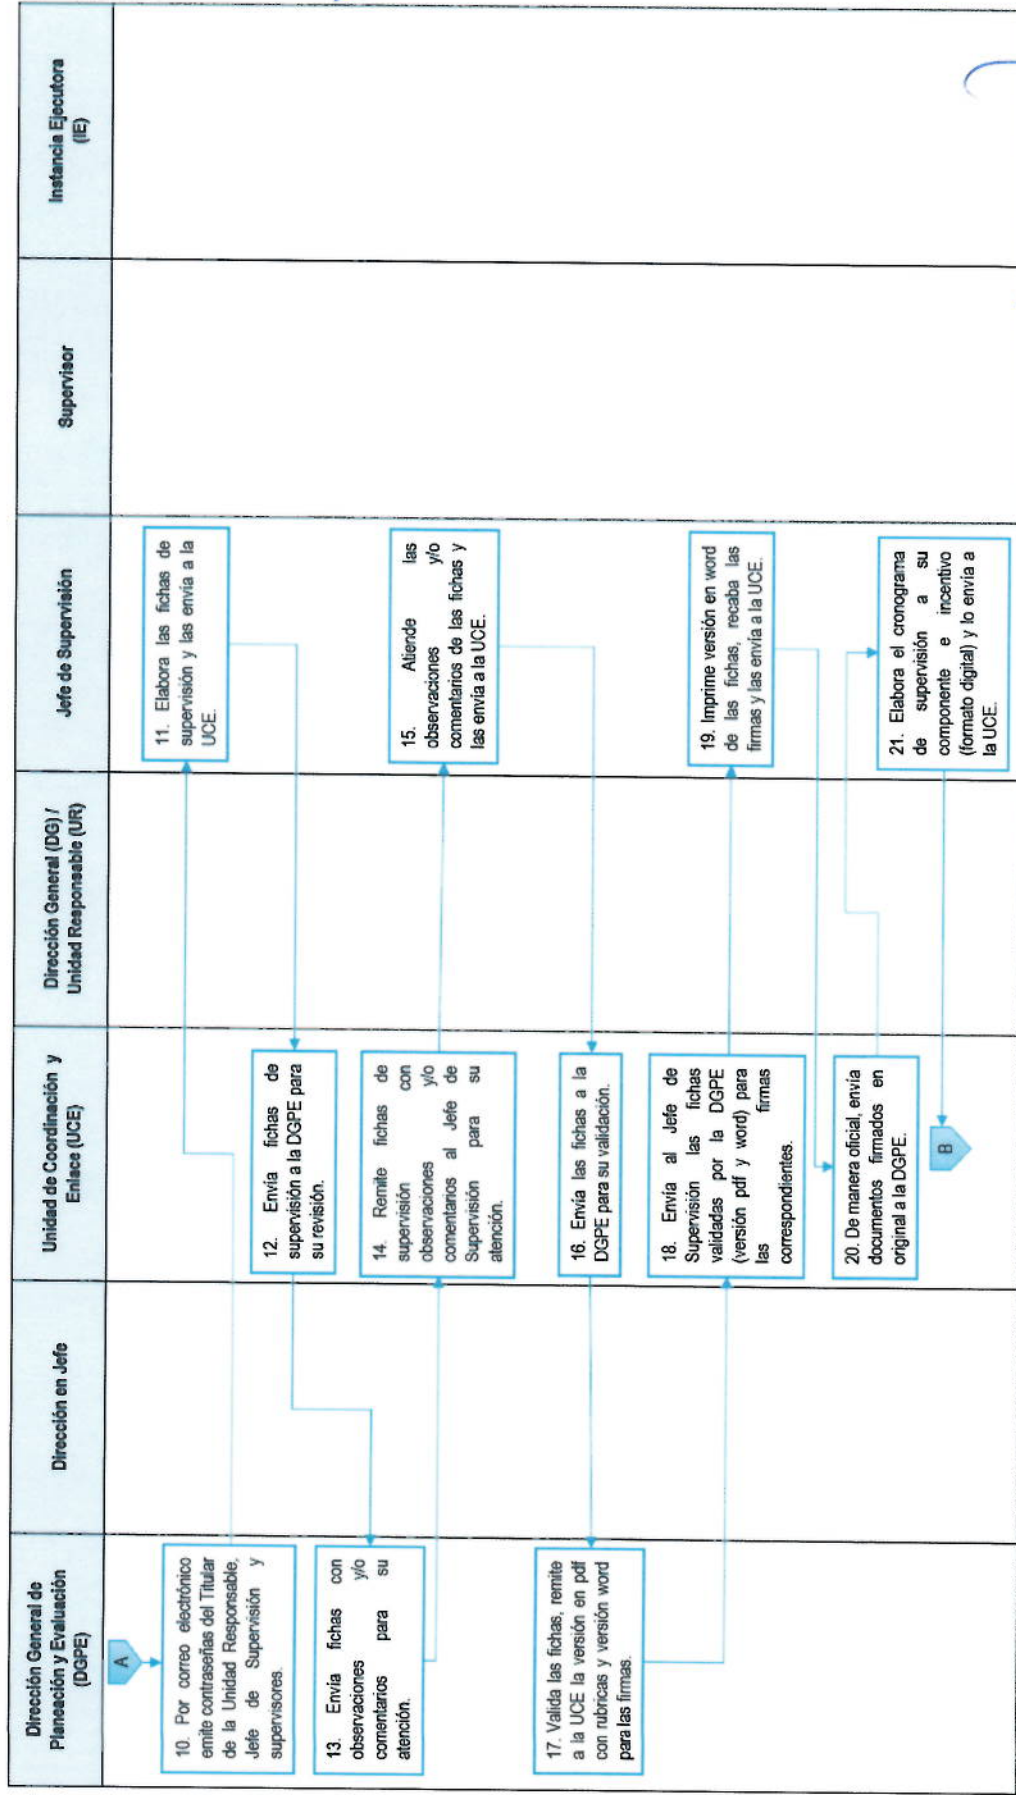 Dirección General de
Planeación y Evaluación
(DGPE)
Dirección en Jefe
Unidad de Coordinación y
Enlace (UCE)
Dirección General (DG) /
Unidad Responsable (UR)
Jefe de Supervisión
Supervisor
Instancia Ejecutora
(IE)
A
10. Por correo electrónico
emite contraseñas del Titular
de la Unidad Responsable,
Jefe de Supervisión y
supervisores.
11. Elabora las fichas de
supervisión y las envía a la
UCE.
12. Envía fichas de
supervisión a la DGPE para
su revisión.
13. Envía fichas con
observaciones y/o
comentarios para su
atención.
14. Remite fichas de
supervisión con
observaciones y/o
comentarios al Jefe de
Supervisión para su
atención.
15. Atiende las
observaciones y/o
comentarios de las fichas y
las envía a la UCE.
16. Envía las fichas a la
DGPE para su validación.
17. Valida las fichas, remite
a la UCE la versión en pdf
con rubricas y versión word
para las firmas.
18. Envía al Jefe de
Supervisión las fichas
validadas por la DGPE
(versión pdf y word) para
las firmas
correspondientes.
19. Imprime versión en word
de las fichas, recaba las
firmas y las envía a la UCE.
20. De manera oficial, envía
documentos firmados en
original a la DGPE.
21. Elabora el cronograma
de supervisión a su
componente e incentivo
(formato digital) y lo envía a
la UCE.
B